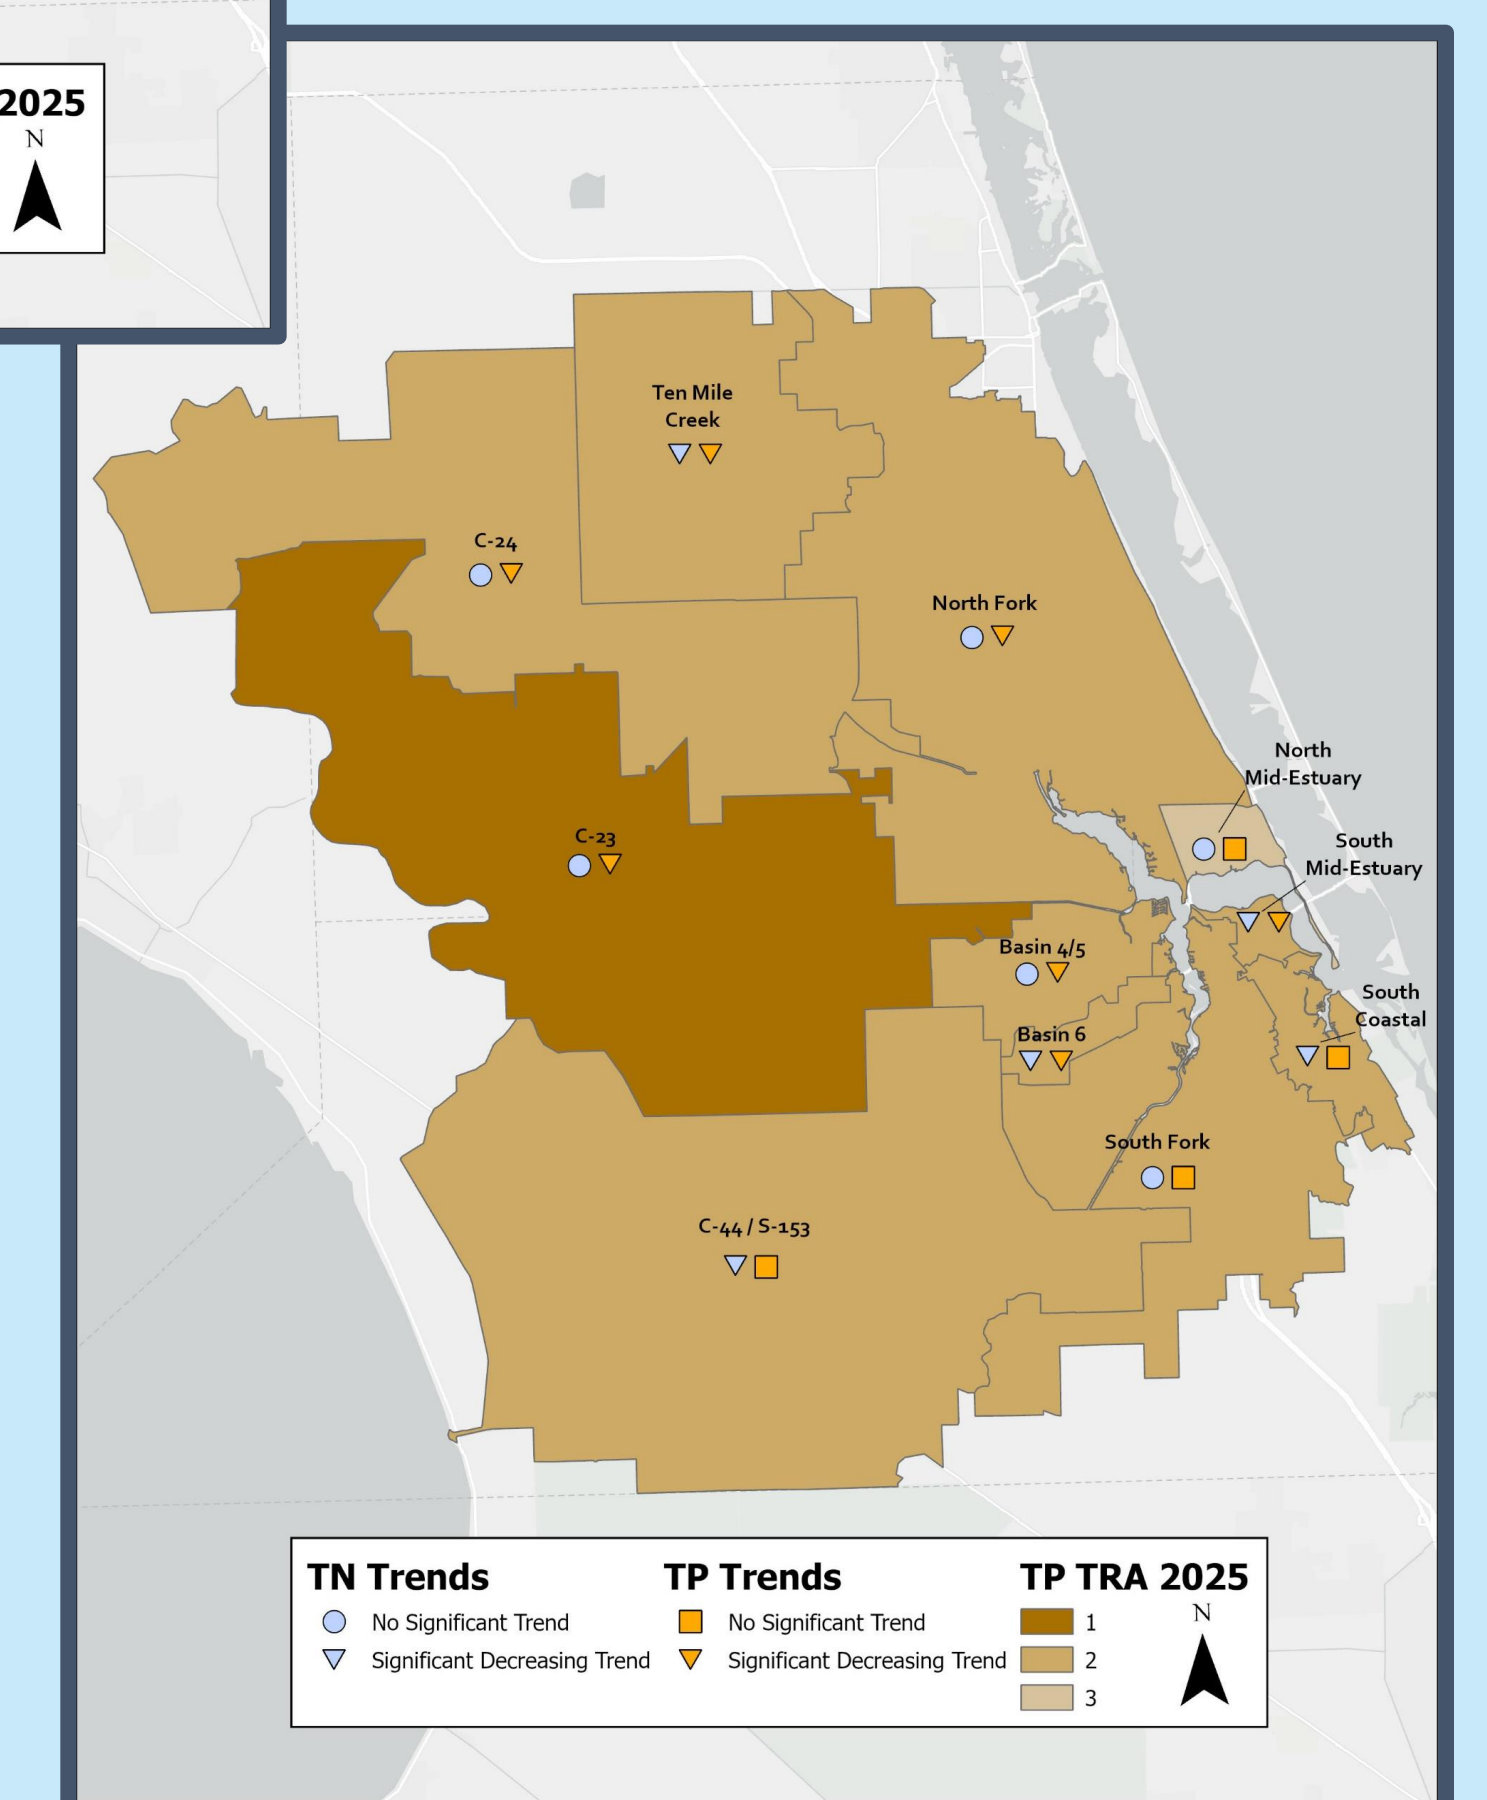 2025
N
Ten Mile
Creek
C-24
North Fork
North
Mid-Estuary
C-23
South
Mid-Estuary
Basin 4/5
South
Coastal
Basin 6
South Fork
C-44 / S-153
TN Trends
No Significant Trend
Significant Decreasing Trend
TP Trends
No Significant Trend
Significant Decreasing Trend
TP TRA 2025
1
2
3
N